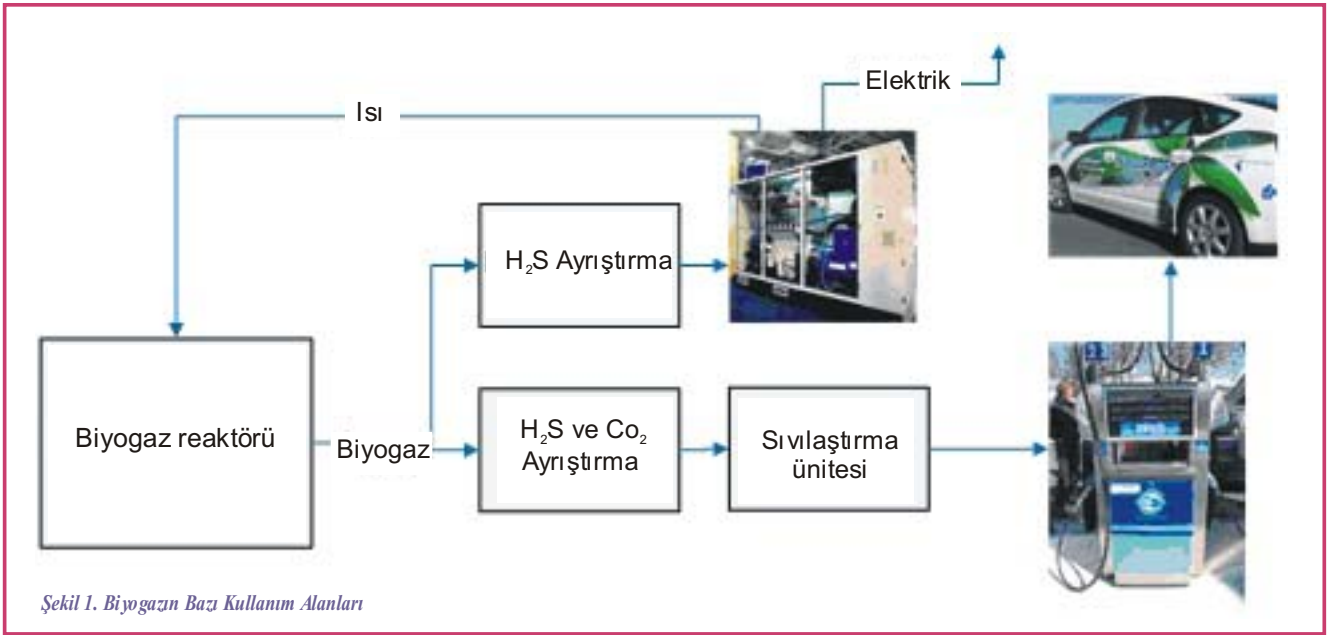 Elektrik
Isı
H₂S Ayrıştırma
Biyogaz reaktörü
Biyogaz
H₂S ve Co₂
Ayrıştırma
Sıvılaştırma
ünitesi
Şekil 1. Biyogazın Bazı Kullanım Alanları